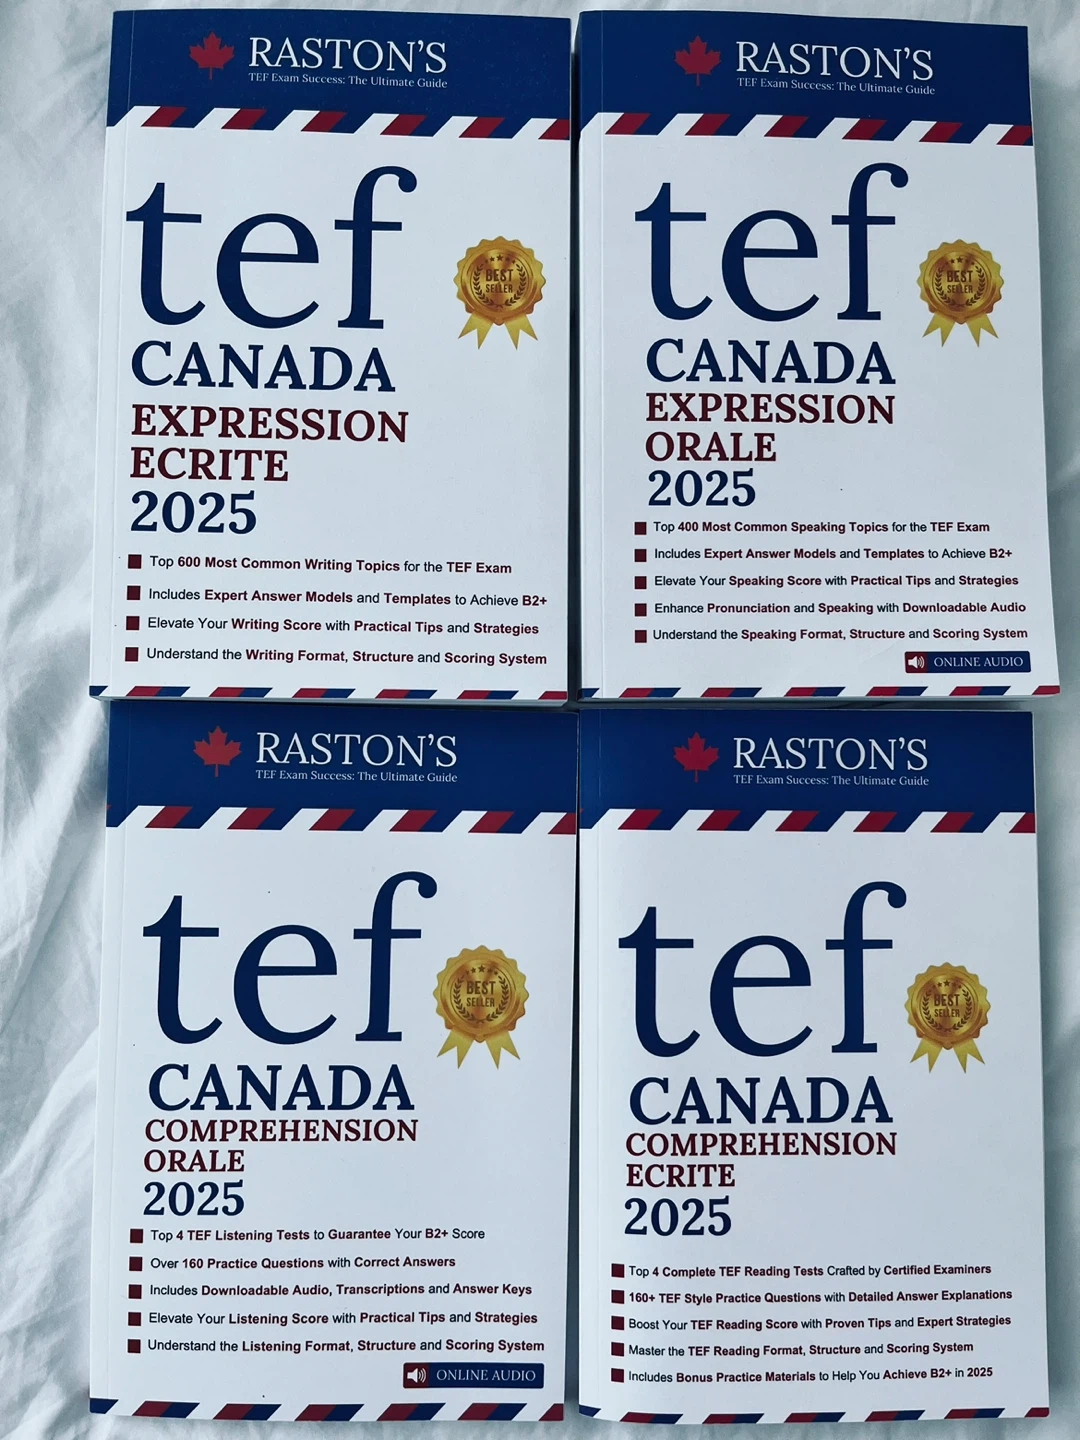 RASTON'S
TEF Exam Success: The Ultimate Guide
tef
BEST
SELLER
CANADA
EXPRESSION
ECRITE
2025
Top 600 Most Common Writing Topics for the TEF Exam
Includes Expert Answer Models and Templates to Achieve B2+
Elevate Your Writing Score with Practical Tips and Strategies
Understand the Writing Format, Structure and Scoring System
RASTON'S
TEF Exam Success: The Ultimate Guide
tef
BEST
SELLER
CANADA
EXPRESSION
ORALE
2025
Top 400 Most Common Speaking Topics for the TEF Exam
Includes Expert Answer Models and Templates to Achieve B2+
Elevate Your Speaking Score with Practical Tips and Strategies
Enhance Pronunciation and Speaking with Downloadable Audio
Understand the Speaking Format, Structure and Scoring System
ONLINE AUDIO
RASTON'S
TEF Exam Success: The Ultimate Guide
tef
BEST
SELLER
CANADA
COMPREHENSION
ORALE
2025
Top 4 TEF Listening Tests to Guarantee Your B2+ Score
Over 160 Practice Questions with Correct Answers
Includes Downloadable Audio, Transcriptions and Answer Keys
Elevate Your Listening Score with Practical Tips and Strategies
Understand the Listening Format, Structure and Scoring System
ONLINE AUDIO
RASTON'S
TEF Exam Success: The Ultimate Guide
tef
BEST
SELLER
CANADA
COMPREHENSION
ECRITE
2025
Top 4 Complete TEF Reading Tests Crafted by Certified Examiners
160+ TEF Style Practice Questions with Detailed Answer Explanations
Boost Your TEF Reading Score with Proven Tips and Expert Strategies
Master the TEF Reading Format, Structure and Scoring System
Includes Bonus Practice Materials to Help You Achieve B2+ in 2025